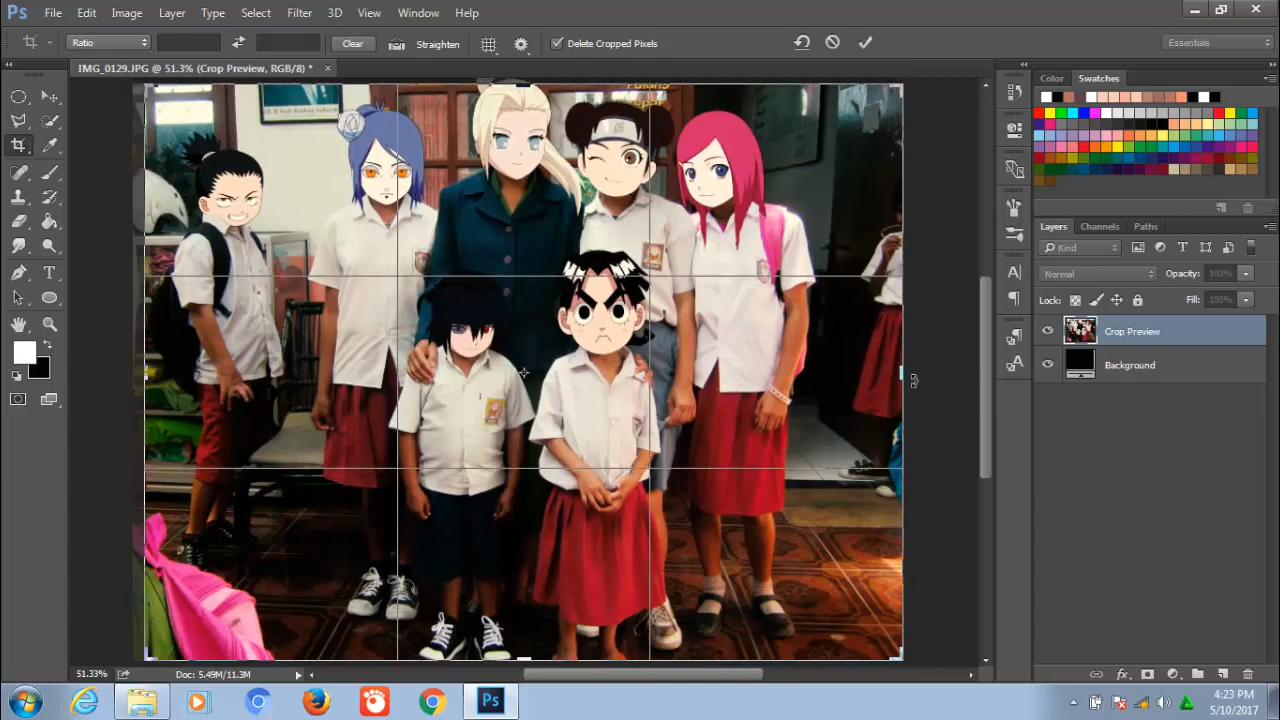 Ps File Edit Image Layer Type Select Filter 3D View Window Help
Ratio Clear Straighten Delete Cropped Pixels Essentials
IMG_0129.JPG @ 51.3% (Crop Preview, RGB/8) *
Color Swatches
Layers Channels Paths
Kind
Normal Opacity: 100%
Lock: Fill: 100%
Crop Preview
Background
51.33% Doc: 5.49M/11.3M
Ps
4:23 PM
5/10/2017